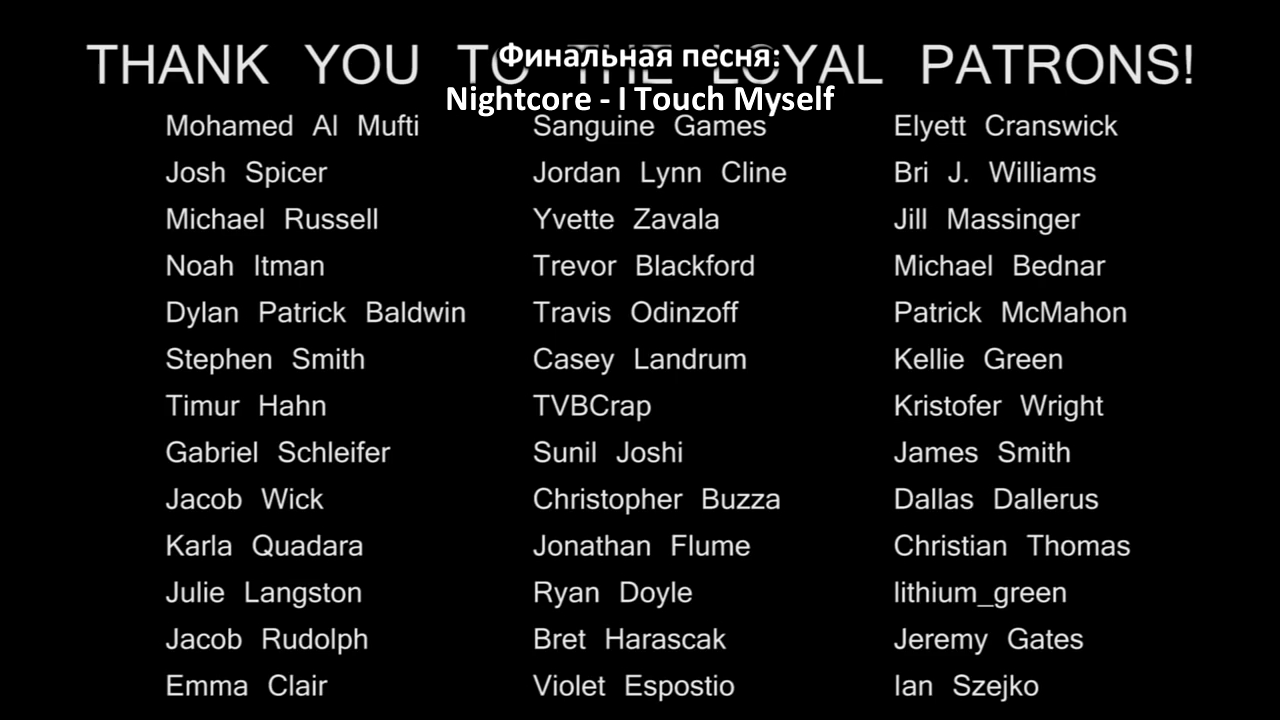 THANK YOU TO THE LOYAL PATRONS!
Финальная песня:
Nightcore - I Touch Myself
Mohamed Al Mufti Sanguine Games Elyett Cranswick
Josh Spicer Jordan Lynn Cline Bri J. Williams
Michael Russell Yvette Zavala Jill Massinger
Noah Itman Trevor Blackford Michael Bednar
Dylan Patrick Baldwin Travis Odinzoff Patrick McMahon
Stephen Smith Casey Landrum Kellie Green
Timur Hahn TVBCrap Kristofer Wright
Gabriel Schleifer Sunil Joshi James Smith
Jacob Wick Christopher Buzza Dallas Dallerus
Karla Quadara Jonathan Flume Christian Thomas
Julie Langston Ryan Doyle lithium_green
Jacob Rudolph Bret Harascak Jeremy Gates
Emma Clair Violet Espostio Ian Szejko